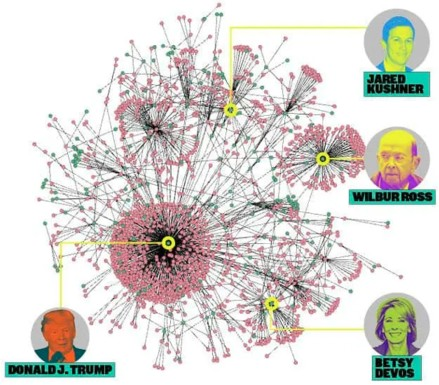 JARED
KUSHNER
WILBUR ROSS
DONALD J. TRUMP
BETSY
DEVOS